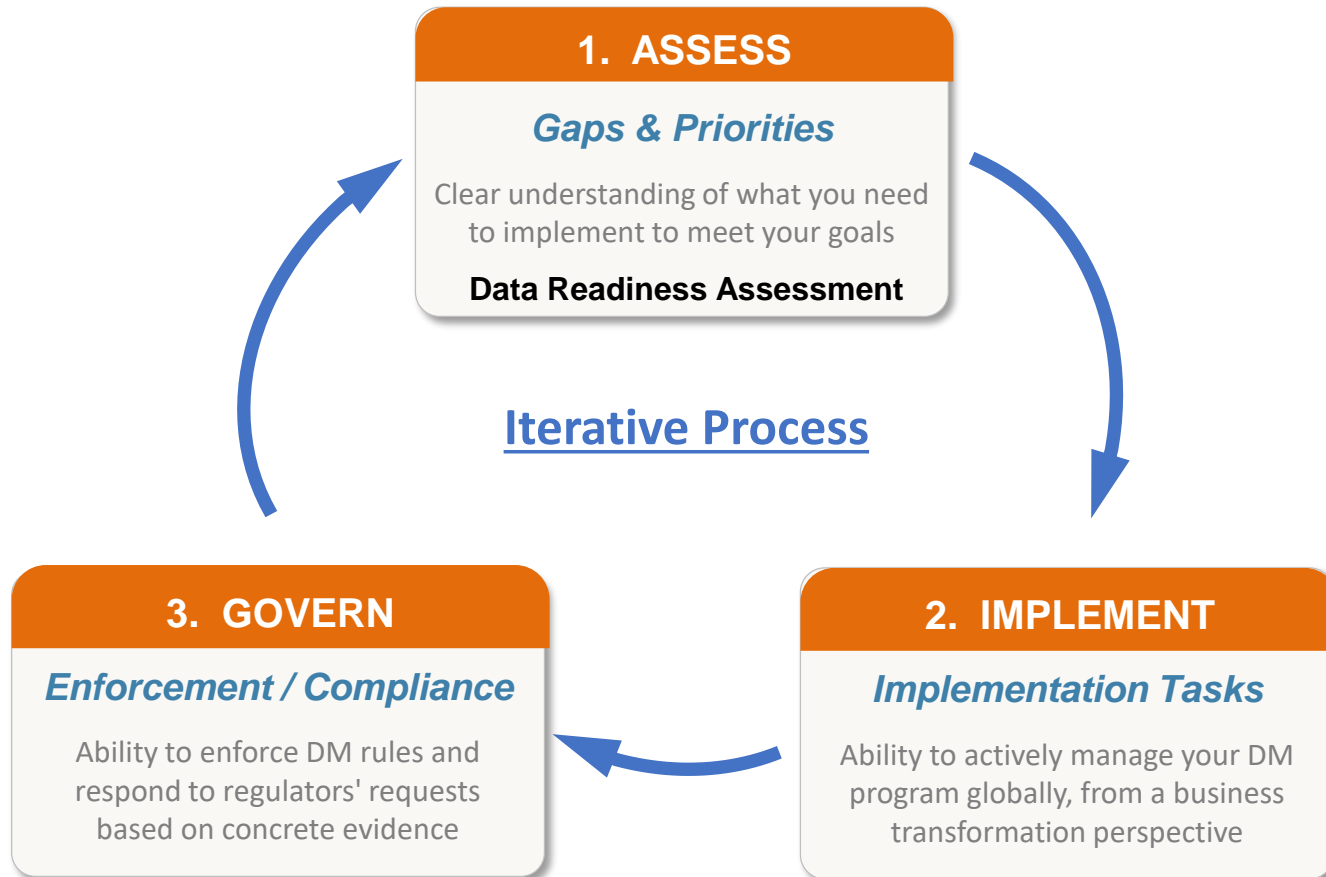 1. ASSESS
Gaps & Priorities
Clear understanding of what you need
to implement to meet your goals
Data Readiness Assessment
Iterative Process
3. GOVERN
Enforcement / Compliance
Ability to enforce DM rules and
respond to regulators' requests
based on concrete evidence
2. IMPLEMENT
Implementation Tasks
Ability to actively manage your DM
program globally, from a business
transformation perspective